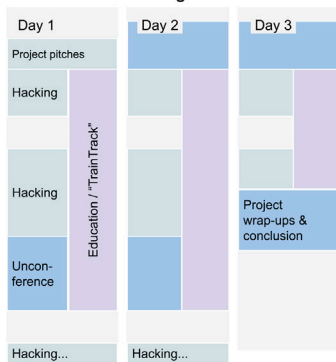 Day 1
Day 2
Day 3
Project pitches
Hacking
Hacking
Education / “TrainTrack”
Uncon-
ference
Project
wrap-ups &
conclusion
Hacking...
Hacking...